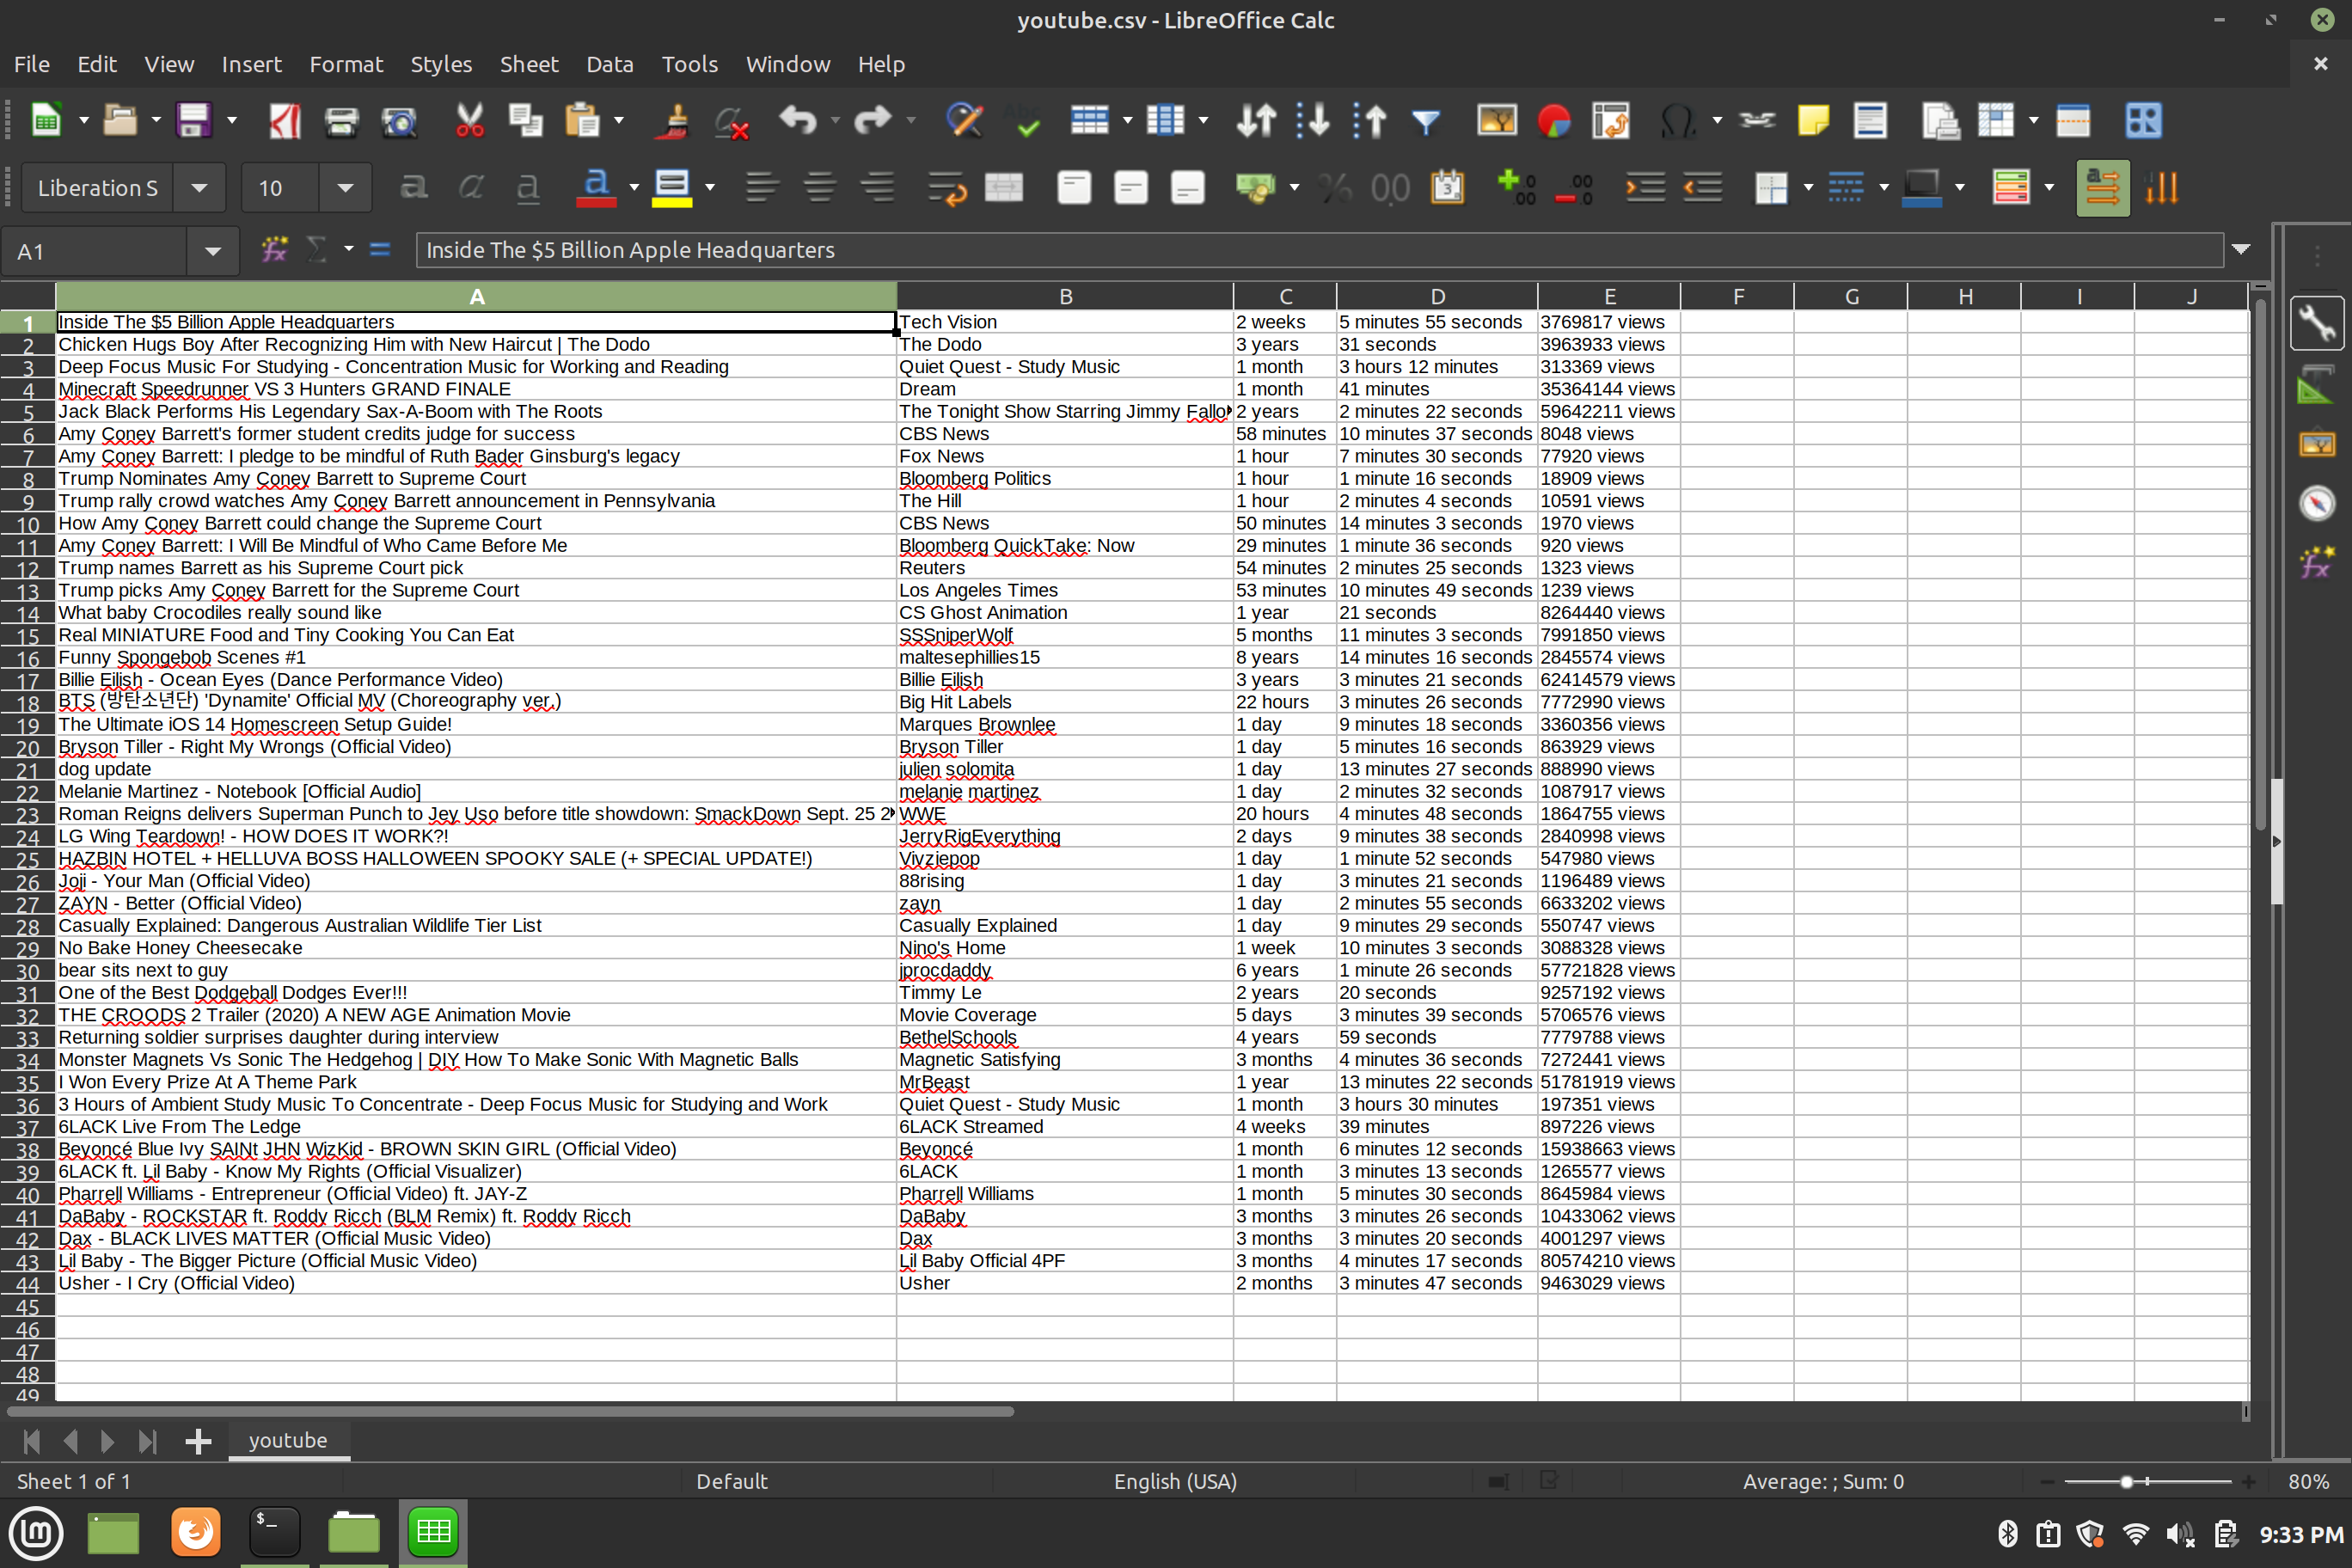 youtube.csv - LibreOffice Calc
File Edit View Insert Format Styles Sheet Data Tools Window Help
Liberation S 10
A1 Inside The $5 Billion Apple Headquarters
A B C D E F G H I J
1 Inside The $5 Billion Apple Headquarters Tech Vision 2 weeks 5 minutes 55 seconds 3769817 views
2 Chicken Hugs Boy After Recognizing Him with New Haircut | The Dodo The Dodo 3 years 31 seconds 3963933 views
3 Deep Focus Music For Studying - Concentration Music for Working and Reading Quiet Quest - Study Music 1 month 3 hours 12 minutes 313369 views
4 Minecraft Speedrunner VS 3 Hunters GRAND FINALE Dream 1 month 41 minutes 35364144 views
5 Jack Black Performs His Legendary Sax-A-Boom with The Roots The Tonight Show Starring Jimmy Fallo 2 years 2 minutes 22 seconds 59642211 views
6 Amy Coney Barrett's former student credits judge for success CBS News 58 minutes 10 minutes 37 seconds 8048 views
7 Amy Coney Barrett: I pledge to be mindful of Ruth Bader Ginsburg's legacy Fox News 1 hour 7 minutes 30 seconds 77920 views
8 Trump Nominates Amy Coney Barrett to Supreme Court Bloomberg Politics 1 hour 1 minute 16 seconds 18909 views
9 Trump rally crowd watches Amy Coney Barrett announcement in Pennsylvania The Hill 1 hour 2 minutes 4 seconds 10591 views
10 How Amy Coney Barrett could change the Supreme Court CBS News 50 minutes 14 minutes 3 seconds 1970 views
11 Amy Coney Barrett: I Will Be Mindful of Who Came Before Me Bloomberg QuickTake: Now 29 minutes 1 minute 36 seconds 920 views
12 Trump names Barrett as his Supreme Court pick Reuters 54 minutes 2 minutes 25 seconds 1323 views
13 Trump picks Amy Coney Barrett for the Supreme Court Los Angeles Times 53 minutes 10 minutes 49 seconds 1239 views
14 What baby Crocodiles really sound like CS Ghost Animation 1 year 21 seconds 8264440 views
15 Real MINIATURE Food and Tiny Cooking You Can Eat SSSniperWolf 5 months 11 minutes 3 seconds 7991850 views
16 Funny Spongebob Scenes #1 maltesephillies15 8 years 14 minutes 16 seconds 2845574 views
17 Billie Eilish - Ocean Eyes (Dance Performance Video) Billie Eilish 3 years 3 minutes 21 seconds 62414579 views
18 BTS (방탄소년단) 'Dynamite' Official MV (Choreography ver.) Big Hit Labels 22 hours 3 minutes 26 seconds 7772990 views
19 The Ultimate iOS 14 Homescreen Setup Guide! Marques Brownlee 1 day 9 minutes 18 seconds 3360356 views
20 Bryson Tiller - Right My Wrongs (Official Video) Bryson Tiller 1 day 5 minutes 16 seconds 863929 views
21 dog update julien solomita 1 day 13 minutes 27 seconds 888990 views
22 Melanie Martinez - Notebook [Official Audio] melanie martinez 1 day 2 minutes 32 seconds 1087917 views
23 Roman Reigns delivers Superman Punch to Jey Uso before title showdown: SmackDown Sept. 25 2 WWE 20 hours 4 minutes 48 seconds 1864755 views
24 LG Wing Teardown! - HOW DOES IT WORK?! JerryRigEverything 2 days 9 minutes 38 seconds 2840998 views
25 HAZBIN HOTEL + HELLUVA BOSS HALLOWEEN SPOOKY SALE (+ SPECIAL UPDATE!) Vivziepop 1 day 1 minute 52 seconds 547980 views
26 Joji - Your Man (Official Video) 88rising 1 day 3 minutes 21 seconds 1196489 views
27 ZAYN - Better (Official Video) zayn 1 day 2 minutes 55 seconds 6633202 views
28 Casually Explained: Dangerous Australian Wildlife Tier List Casually Explained 1 day 9 minutes 29 seconds 550747 views
29 No Bake Honey Cheesecake Nino's Home 1 week 10 minutes 3 seconds 3088328 views
30 bear sits next to guy jprocdaddy 6 years 1 minute 26 seconds 57721828 views
31 One of the Best Dodgeball Dodges Ever!!! Timmy Le 2 years 20 seconds 9257192 views
32 THE CROODS 2 Trailer (2020) A NEW AGE Animation Movie Movie Coverage 5 days 3 minutes 39 seconds 5706576 views
33 Returning soldier surprises daughter during interview BethelSchools 4 years 59 seconds 7779788 views
34 Monster Magnets Vs Sonic The Hedgehog | DIY How To Make Sonic With Magnetic Balls Magnetic Satisfying 3 months 4 minutes 36 seconds 7272441 views
35 I Won Every Prize At A Theme Park MrBeast 1 year 13 minutes 22 seconds 51781919 views
36 3 Hours of Ambient Study Music To Concentrate - Deep Focus Music for Studying and Work Quiet Quest - Study Music 1 month 3 hours 30 minutes 197351 views
37 6LACK Live From The Ledge 6LACK Streamed 4 weeks 39 minutes 897226 views
38 Beyoncé Blue Ivy SAINt JHN WizKid - BROWN SKIN GIRL (Official Video) Beyoncé 1 month 6 minutes 12 seconds 15938663 views
39 6LACK ft. Lil Baby - Know My Rights (Official Visualizer) 6LACK 1 month 3 minutes 13 seconds 1265577 views
40 Pharrell Williams - Entrepreneur (Official Video) ft. JAY-Z Pharrell Williams 1 month 5 minutes 30 seconds 8645984 views
41 DaBaby - ROCKSTAR ft. Roddy Ricch (BLM Remix) ft. Roddy Ricch DaBaby 3 months 3 minutes 26 seconds 10433062 views
42 Dax - BLACK LIVES MATTER (Official Music Video) Dax 3 months 3 minutes 20 seconds 4001297 views
43 Lil Baby - The Bigger Picture (Official Music Video) Lil Baby Official 4PF 3 months 4 minutes 17 seconds 80574210 views
44 Usher - I Cry (Official Video) Usher 2 months 3 minutes 47 seconds 9463029 views
45
46
47
48
49
youtube
Sheet 1 of 1 Default English (USA) Average: ; Sum: 0 80%
9:33 PM